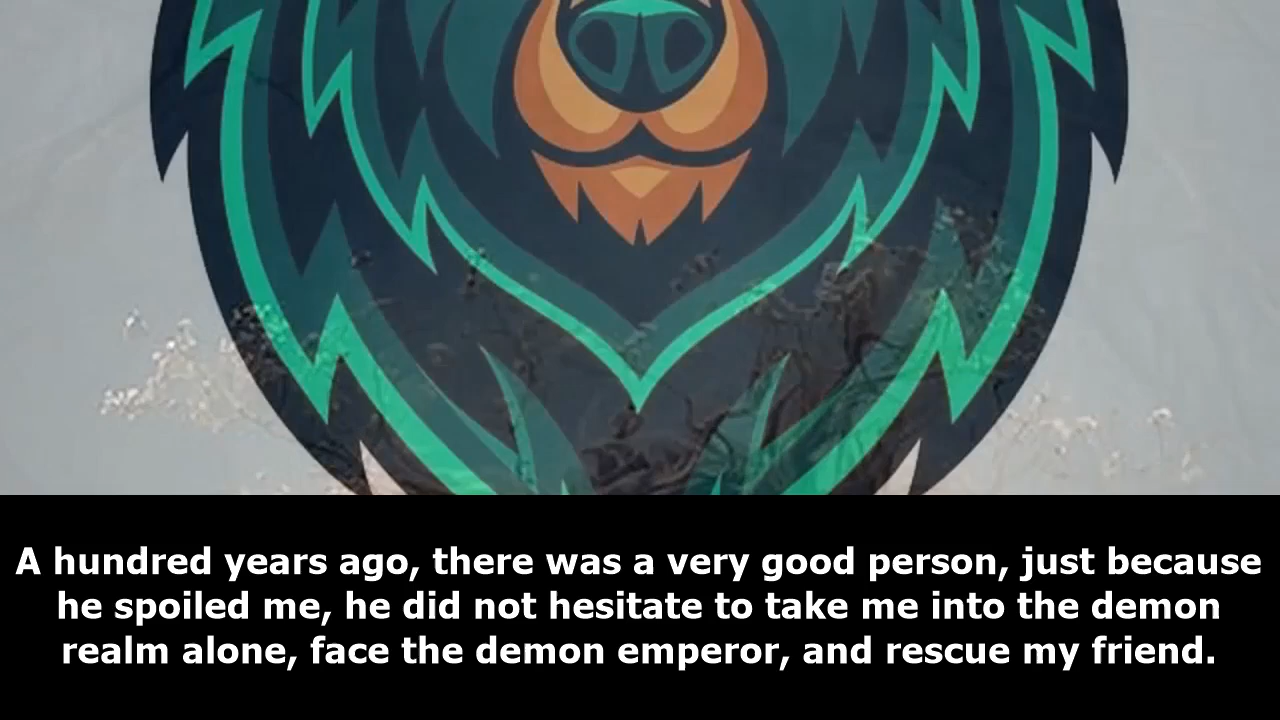 A hundred years ago, there was a very good person, just because
he spoiled me, he did not hesitate to take me into the demon
realm alone, face the demon emperor, and rescue my friend.